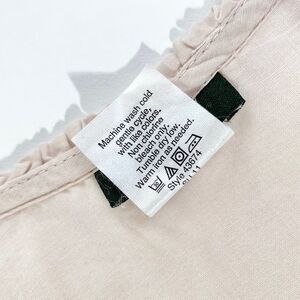 Machine wash cold
gentle cycle,
with like colors.
Non chlorine
bleach only.
Tumble dry low.
Warm iron as needed.
Style 43674